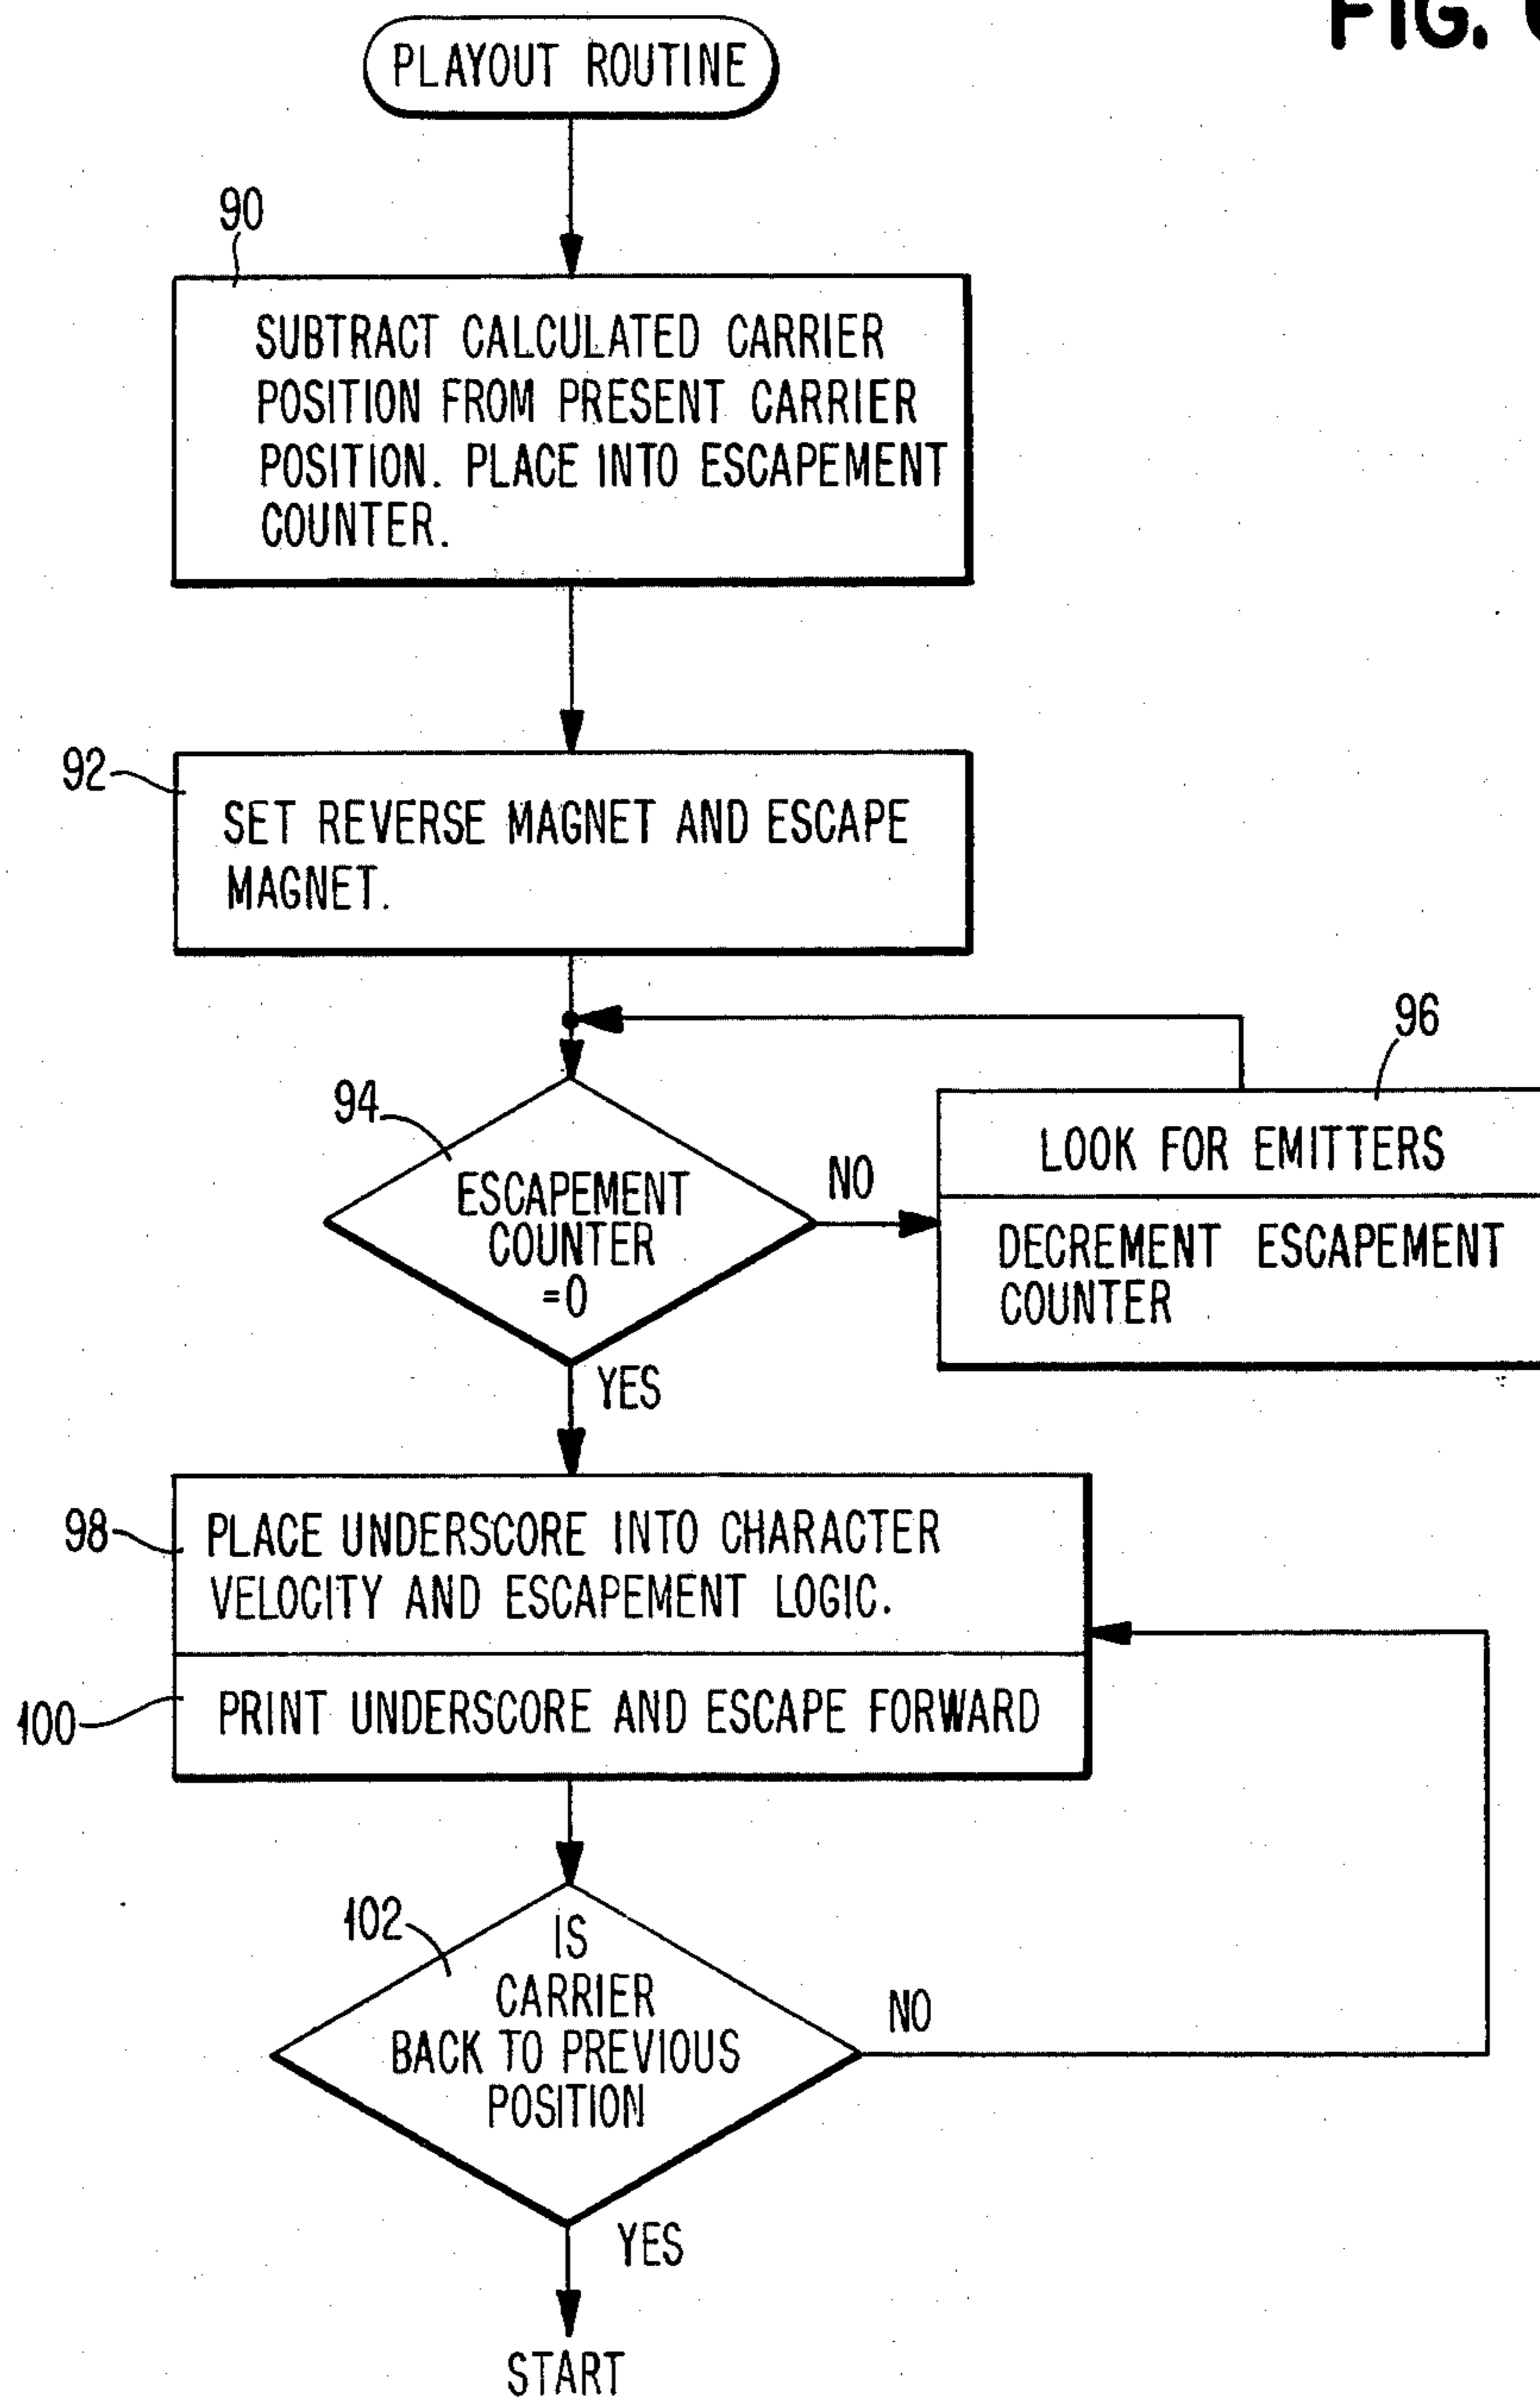 FIG.
PLAYOUT ROUTINE
90
SUBTRACT CALCULATED CARRIER
POSITION FROM PRESENT CARRIER
POSITION. PLACE INTO ESCAPEMENT
COUNTER.
92
SET REVERSE MAGNET AND ESCAPE
MAGNET.
96
94
ESCAPEMENT
COUNTER
=0
NO
LOOK FOR EMITTERS
DECREMENT ESCAPEMENT
COUNTER
YES
98
PLACE UNDERSCORE INTO CHARACTER
VELOCITY AND ESCAPEMENT LOGIC.
100
PRINT UNDERSCORE AND ESCAPE FORWARD
102
IS
CARRIER
BACK TO PREVIOUS
POSITION
NO
YES
START